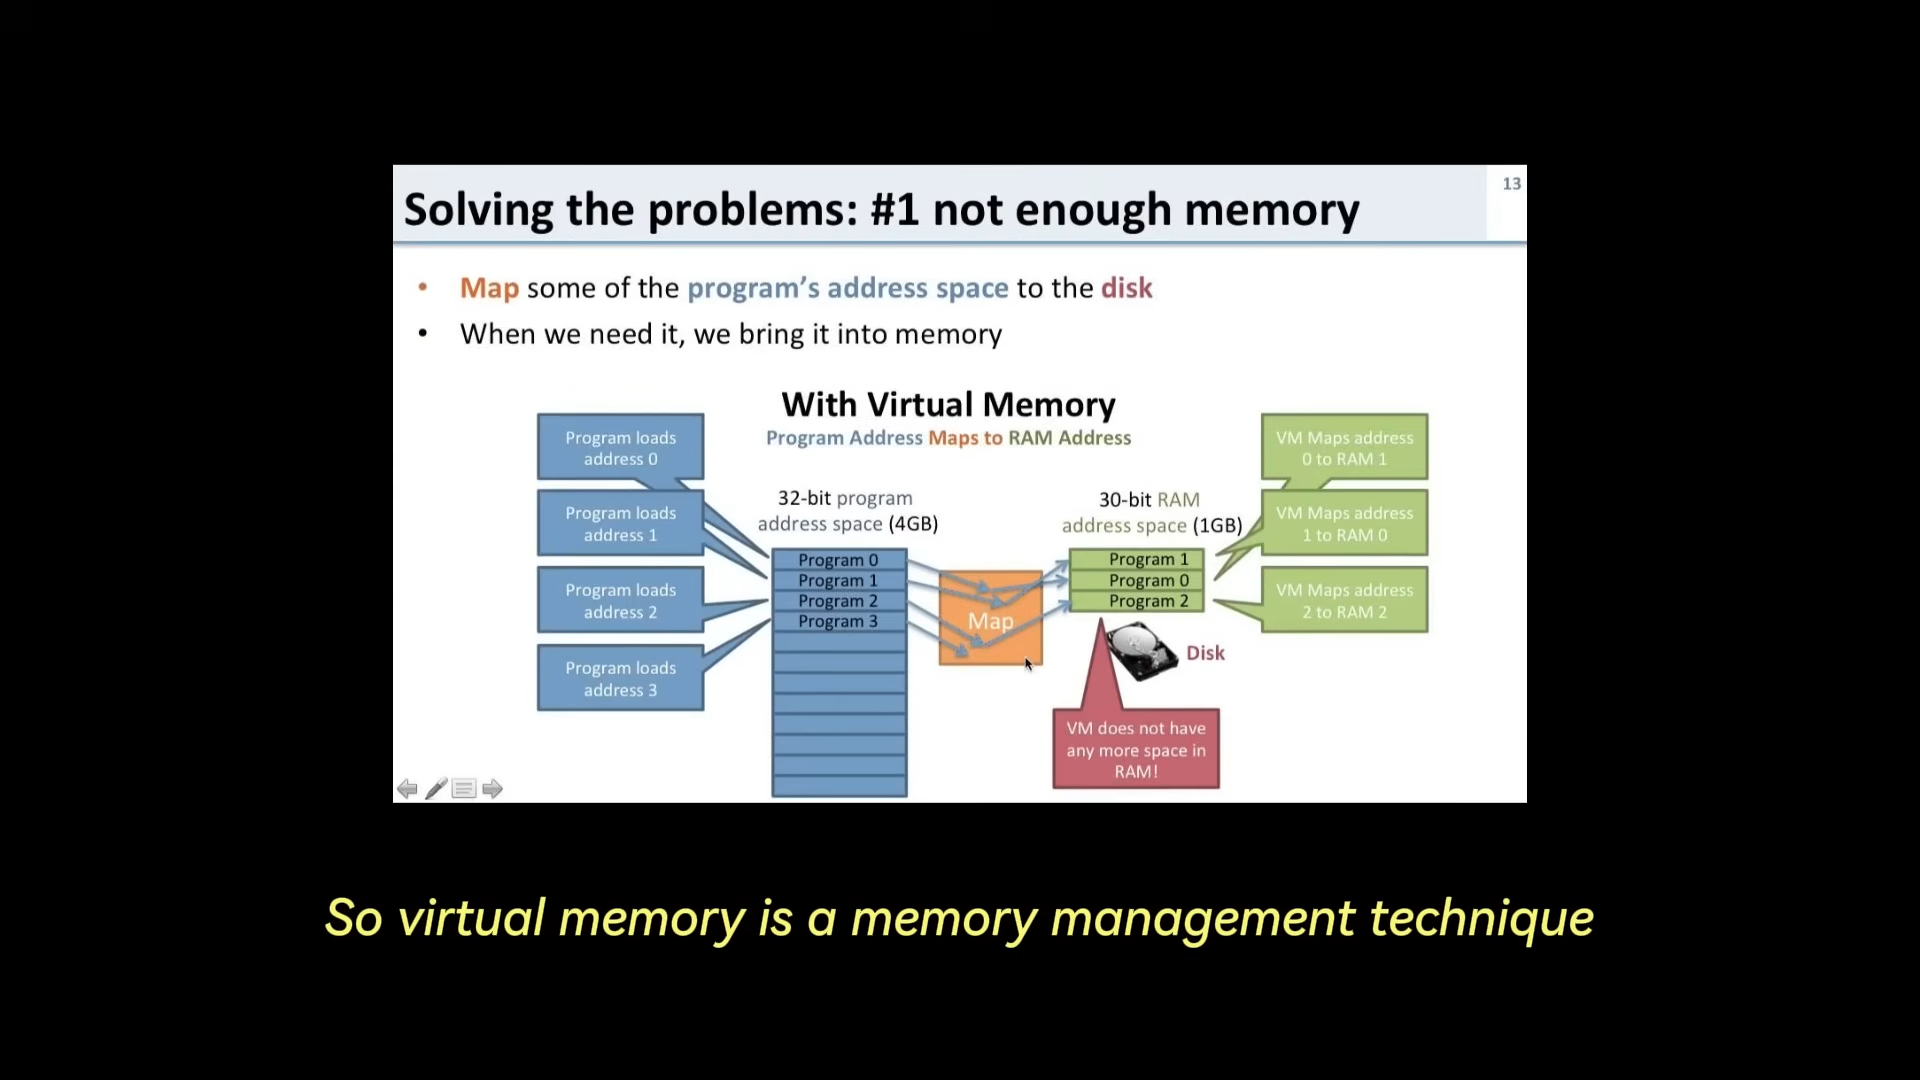 Solving the problems: #1 not enough memory
13
• Map some of the program’s address space to the disk
• When we need it, we bring it into memory
With Virtual Memory
Program Address Maps to RAM Address
Program loads
address 0
Program loads
address 1
Program loads
address 2
Program loads
address 3
32-bit program
address space (4GB)
Program 0
Program 1
Program 2
Program 3
Map
30-bit RAM
address space (1GB)
Program 1
Program 0
Program 2
Disk
VM does not have
any more space in
RAM!
VM Maps address
0 to RAM 1
VM Maps address
1 to RAM 0
VM Maps address
2 to RAM 2
So virtual memory is a memory management technique